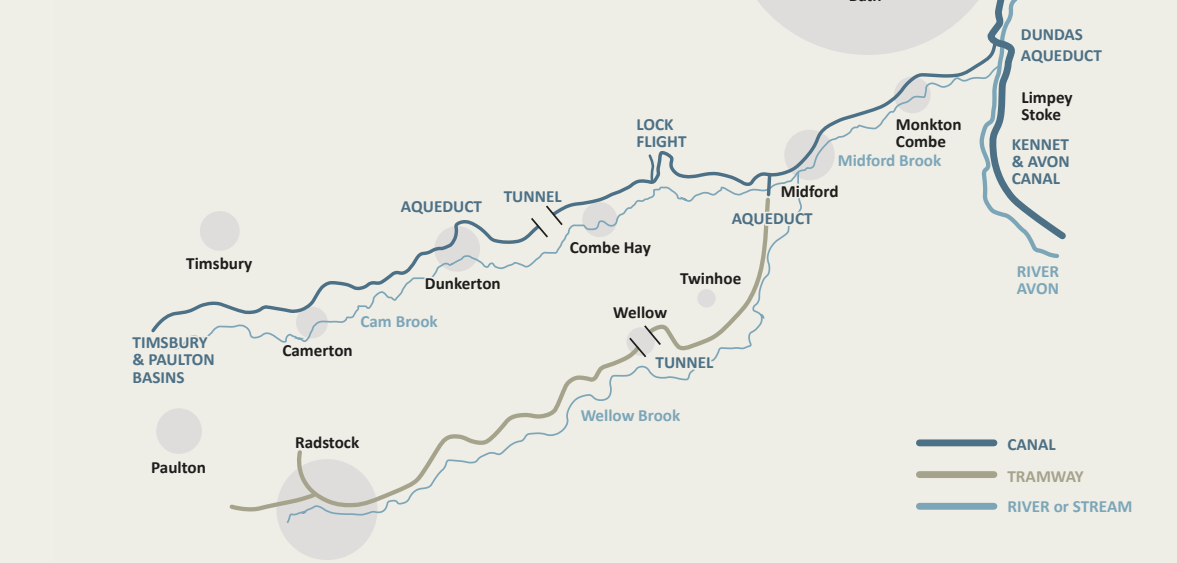 DUNDAS
AQUEDUCT
Limpey
Stoke
Monkton
Combe
KENNET
& AVON
CANAL
LOCK
FLIGHT
Midford Brook
Midford
TUNNEL
AQUEDUCT
AQUEDUCT
Combe Hay
Timsbury
Dunkerton
Twinhoe
RIVER
AVON
Wellow
Cam Brook
TIMSBURY
& PAULTON
BASINS
Camerton
TUNNEL
Wellow Brook
Radstock
Paulton
CANAL
TRAMWAY
RIVER or STREAM